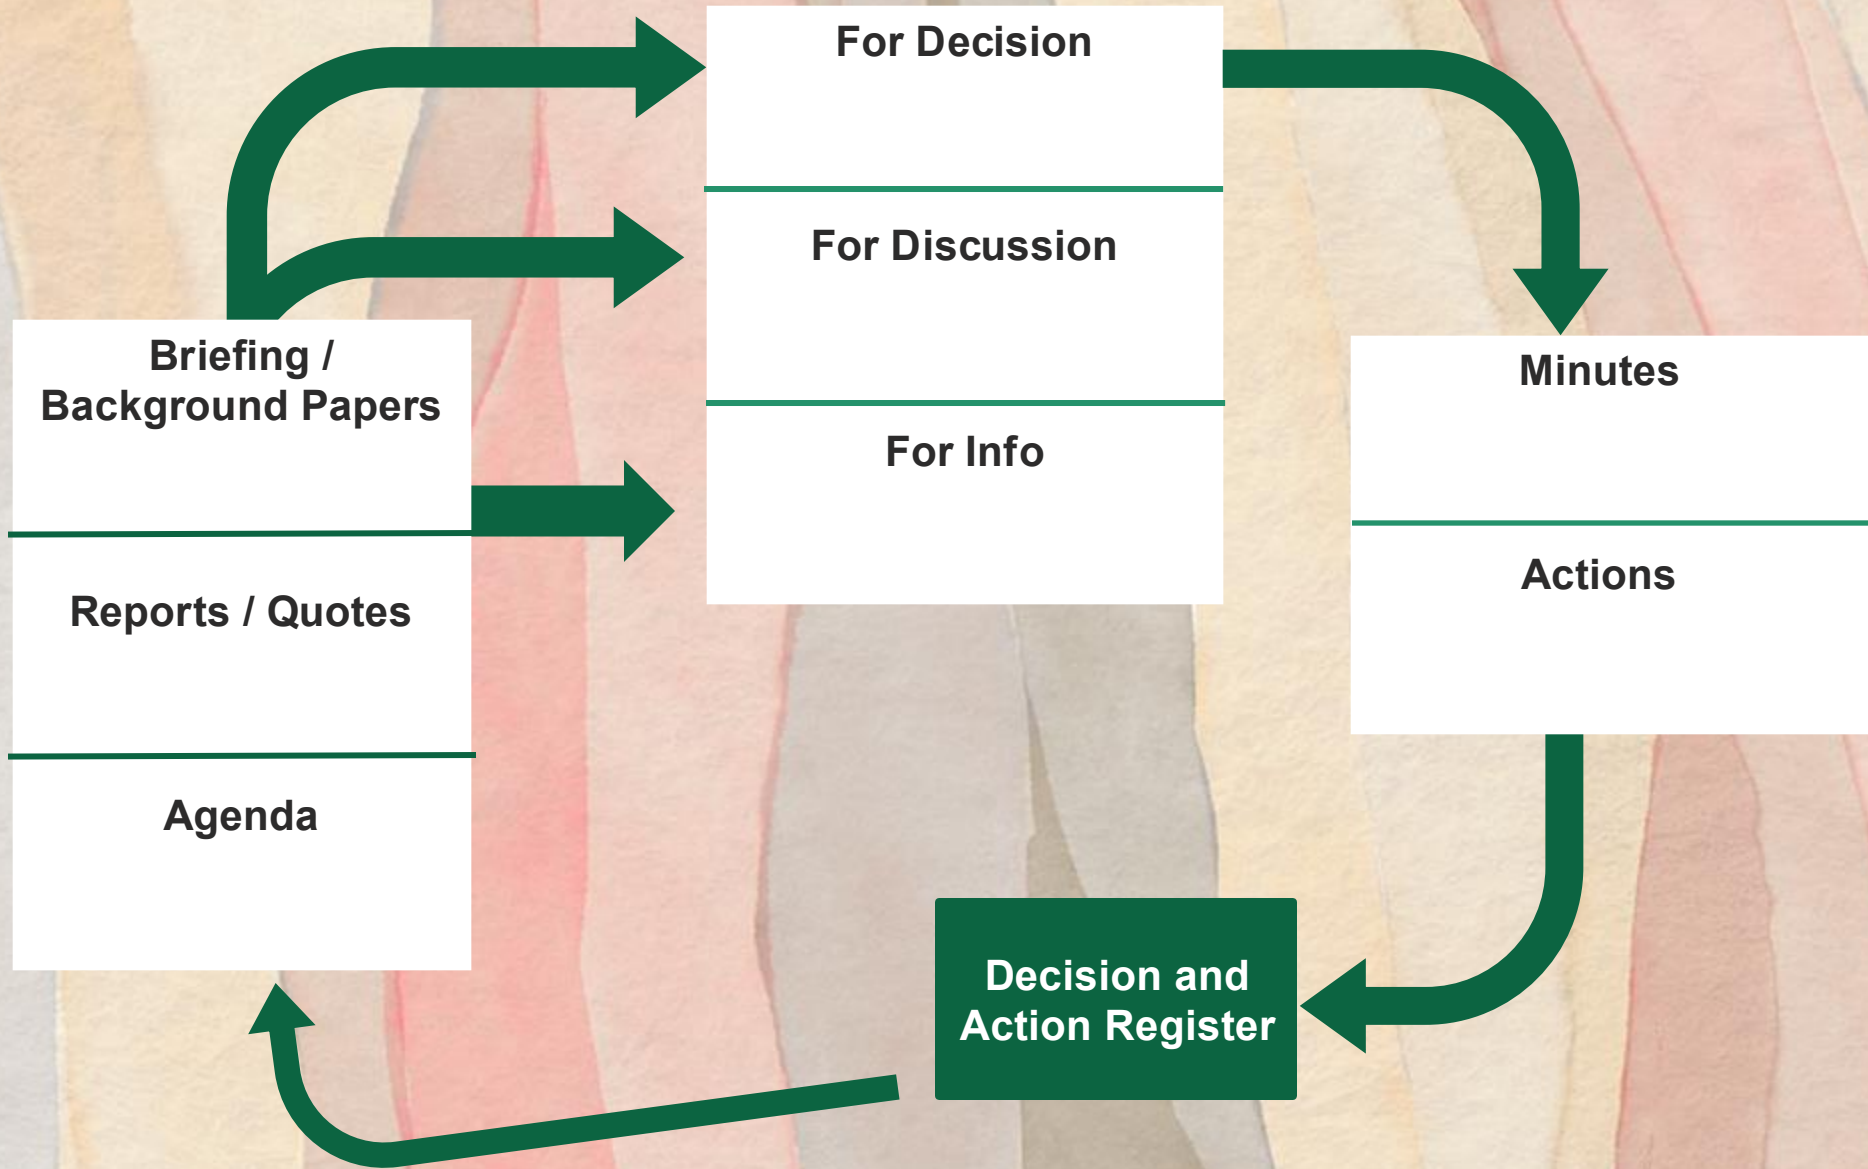 For Decision
For Discussion
For Info
Briefing /
Background Papers
Reports / Quotes
Agenda
Minutes
Actions
Decision and
Action Register